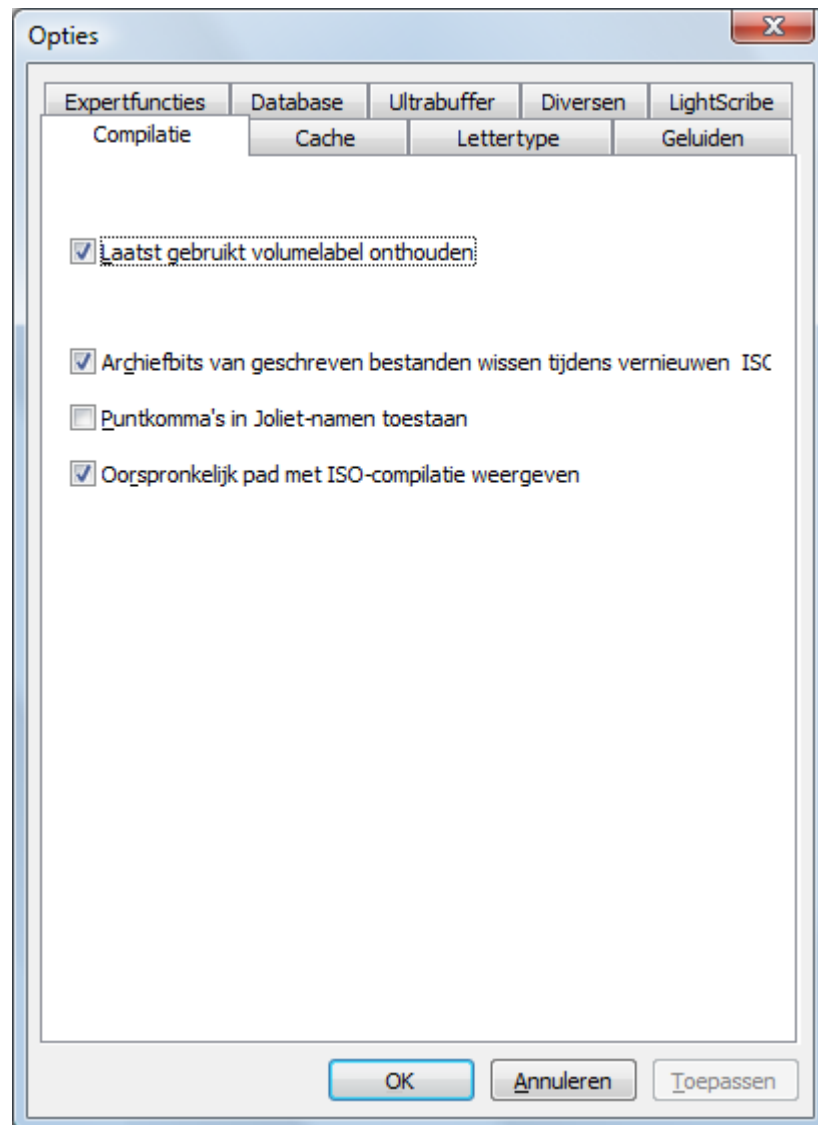 Opties
Expertfuncties Database Ultrabuffer Diversen LightScribe
Compilatie Cache Lettertype Geluiden
Laatst gebruikt volumelabel onthouden
Archiefbits van geschreven bestanden wissen tijdens vernieuwen ISC
Puntkomma's in Joliet-namen toestaan
Oorspronkelijk pad met ISO-compilatie weergeven
OK Annuleren Toepassen